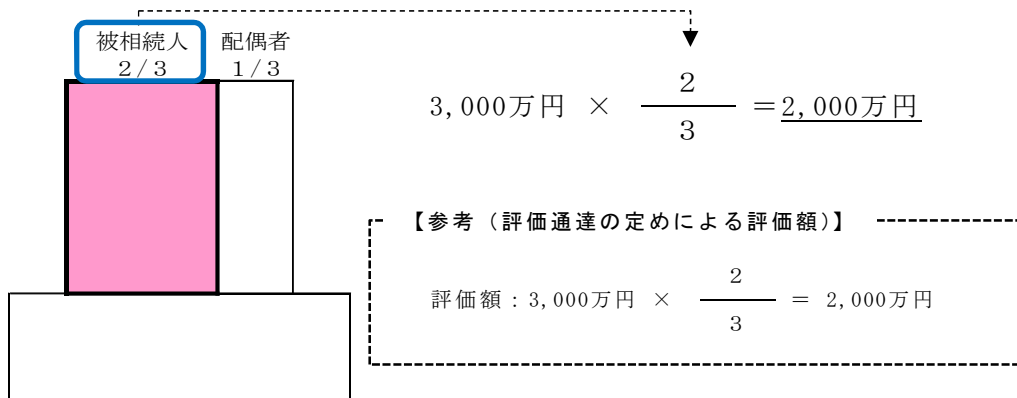 被相続人 配偶者
2/3 1/3
3,000万円 × 2/3 =2,000万円
【参考（評価通達の定めによる評価額）】
評価額：3,000万円 × 2/3 = 2,000万円